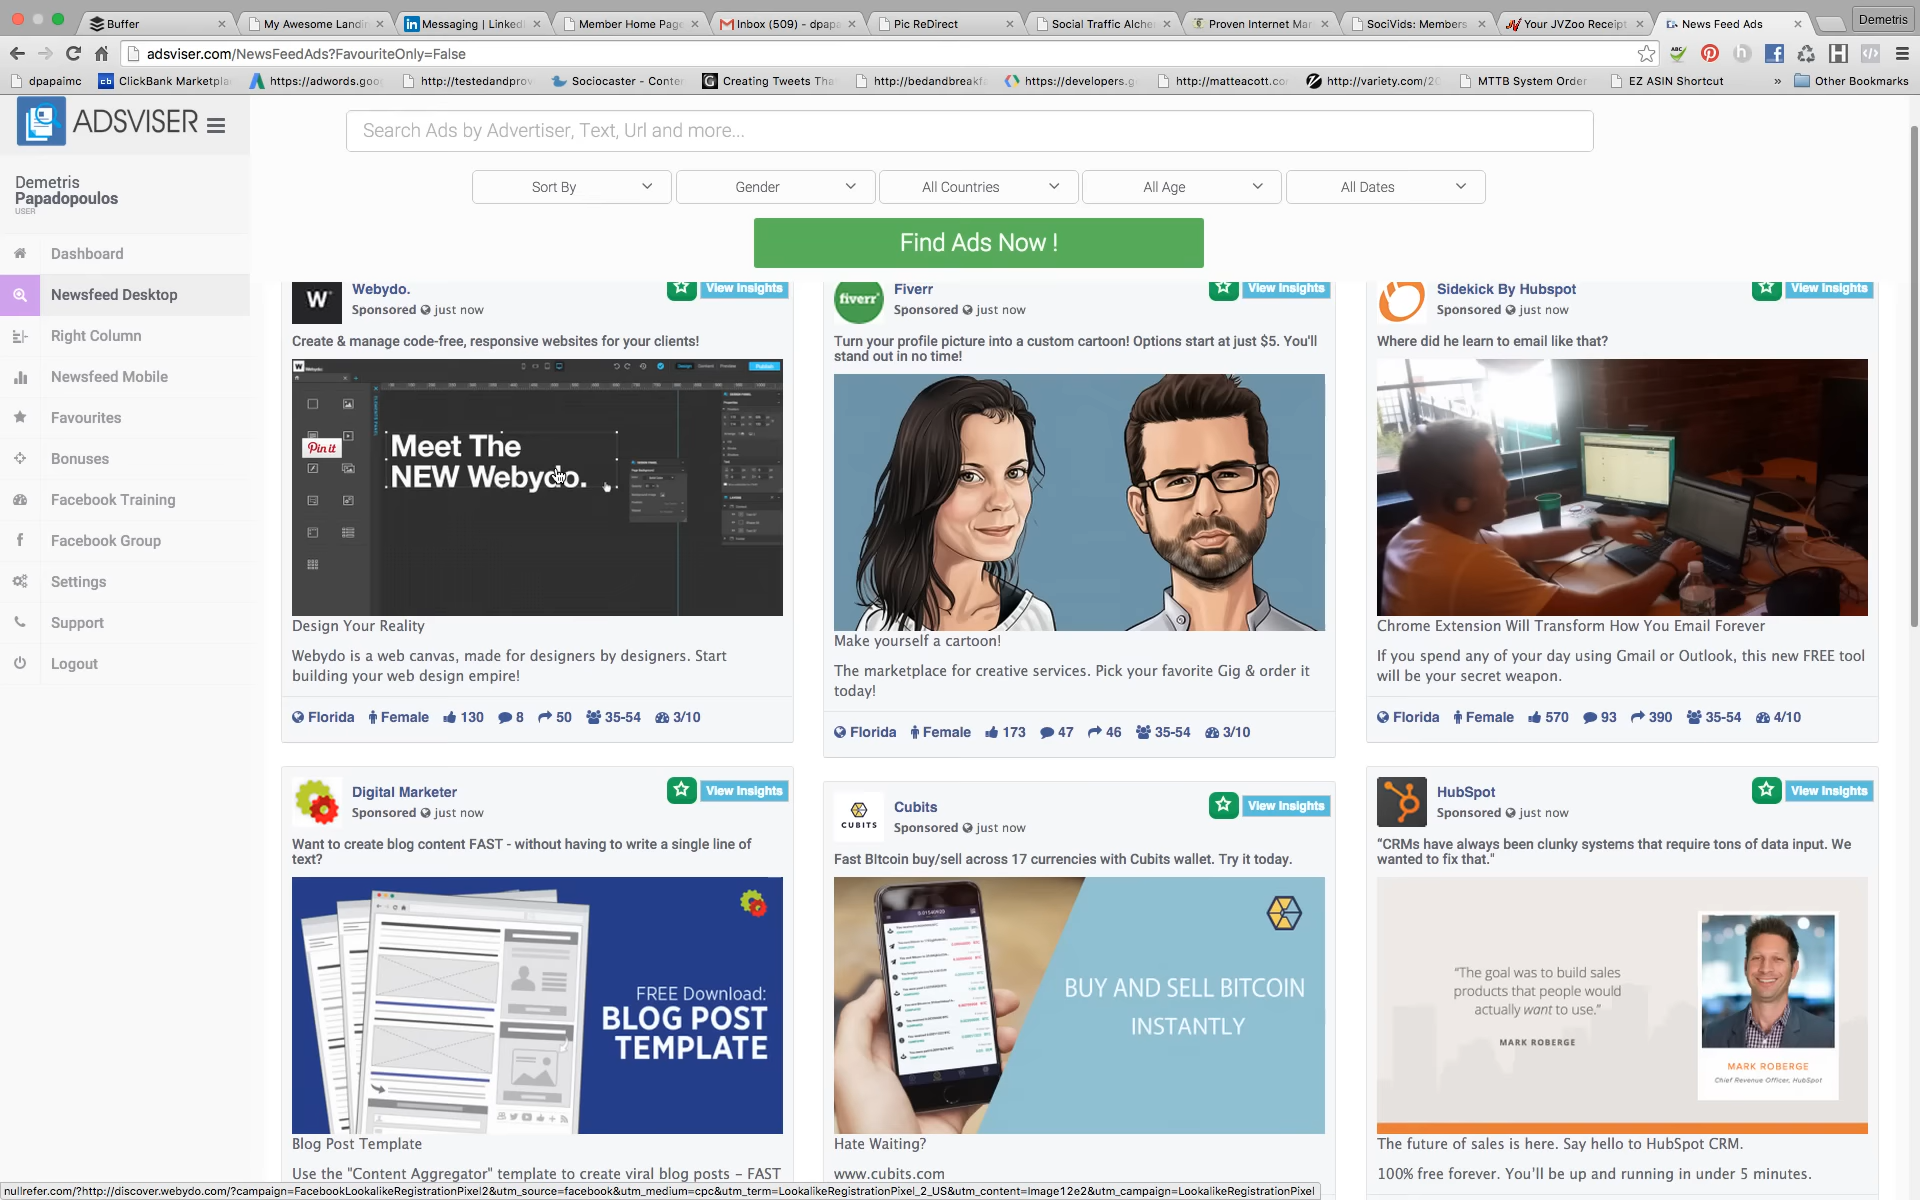 Buffer
My Awesome Landi
Messaging | LinkedI
Member Home Page
Inbox (509) - dpapa
Pic ReDirect
Social Traffic Alche
Proven Internet Mar
SociVids: Members
Your JVZoo Receipt
News Feed Ads
Demetris
adsviser.com/NewsFeedAds?FavouriteOnly=False
dpapaimc
ClickBank Marketpla
https://adwords.goo
http://testedandprov
Sociocaster - Conten
Creating Tweets Tha
http://bedandbreakf
https://developers.g
http://matteacott.co
http://variety.com/2
MTTB System Order
EZ ASIN Shortcut
» Other Bookmarks
ADSVISER
Search Ads by Advertiser, Text, Url and more...
Sort By
Gender
All Countries
All Age
All Dates
Find Ads Now !
Demetris
Papadopoulos
USER
Dashboard
Newsfeed Desktop
Right Column
Newsfeed Mobile
Favourites
Bonuses
Facebook Training
Facebook Group
Settings
Support
Logout
Webydo.
View Insights
Sponsored just now
Create & manage code-free, responsive websites for your clients!
Pin it
Meet The
NEW Webydo.
Design Your Reality
Webydo is a web canvas, made for designers by designers. Start
building your web design empire!
Florida Female 130 8 50 35-54 3/10
fiverr
Fiverr
View Insights
Sponsored just now
Turn your profile picture into a custom cartoon! Options start at just $5. You'll
stand out in no time!
Make yourself a cartoon!
The marketplace for creative services. Pick your favorite Gig & order it
today!
Florida Female 173 47 46 35-54 3/10
Sidekick By Hubspot
View Insights
Sponsored just now
Where did he learn to email like that?
Chrome Extension Will Transform How You Email Forever
If you spend any of your day using Gmail or Outlook, this new FREE tool
will be your secret weapon.
Florida Female 570 93 390 35-54 4/10
Digital Marketer
View Insights
Sponsored just now
Want to create blog content FAST - without having to write a single line of
text?
FREE Download:
BLOG POST
TEMPLATE
Blog Post Template
Use the "Content Aggregator" template to create viral blog posts – FAST
CUBITS
Cubits
View Insights
Sponsored just now
Fast Bitcoin buy/sell across 17 currencies with Cubits wallet. Try it today.
BUY AND SELL BITCOIN
INSTANTLY
Hate Waiting?
www.cubits.com
HubSpot
View Insights
Sponsored just now
“CRMs have always been clunky systems that require tons of data input. We
wanted to fix that."
“The goal was to build sales
products that people would
actually want to use.”
MARK ROBERGE
MARK ROBERGE
Chief Revenue Officer, HubSpot
The future of sales is here. Say hello to HubSpot CRM.
100% free forever. You'll be up and running in under 5 minutes.
nullrefer.com/?http://discover.webydo.com/?campaign=FacebookLookalikeRegistrationPixel2&utm_source=facebook&utm_medium=cpc&utm_term=LookalikeRegistrationPixel_2_US&utm_content=Image12e2&utm_campaign=LookalikeRegistrationPixel